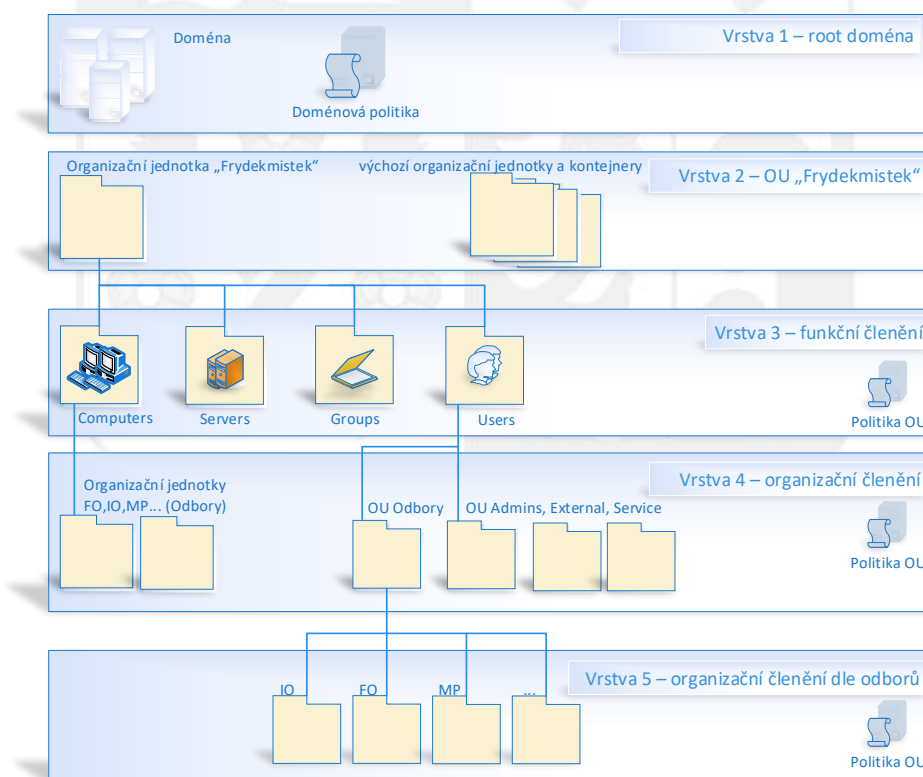 Doména
Vrstva 1 – root doména
Doménová politika
Organizační jednotka „Frydekmistek“
výchozí organizační jednotky a kontejnery
Vrstva 2 – OU „Frydekmistek“
Vrstva 3 – funkční členění
Computers
Servers
Groups
Users
Politika OU
Vrstva 4 – organizační členění
Organizační jednotky
FO,IO,MP... (Odbory)
OU Odbory
OU Admins, External, Service
Politika OU
Vrstva 5 – organizační členění dle odborů
IO
FO
MP
...
Politika OU